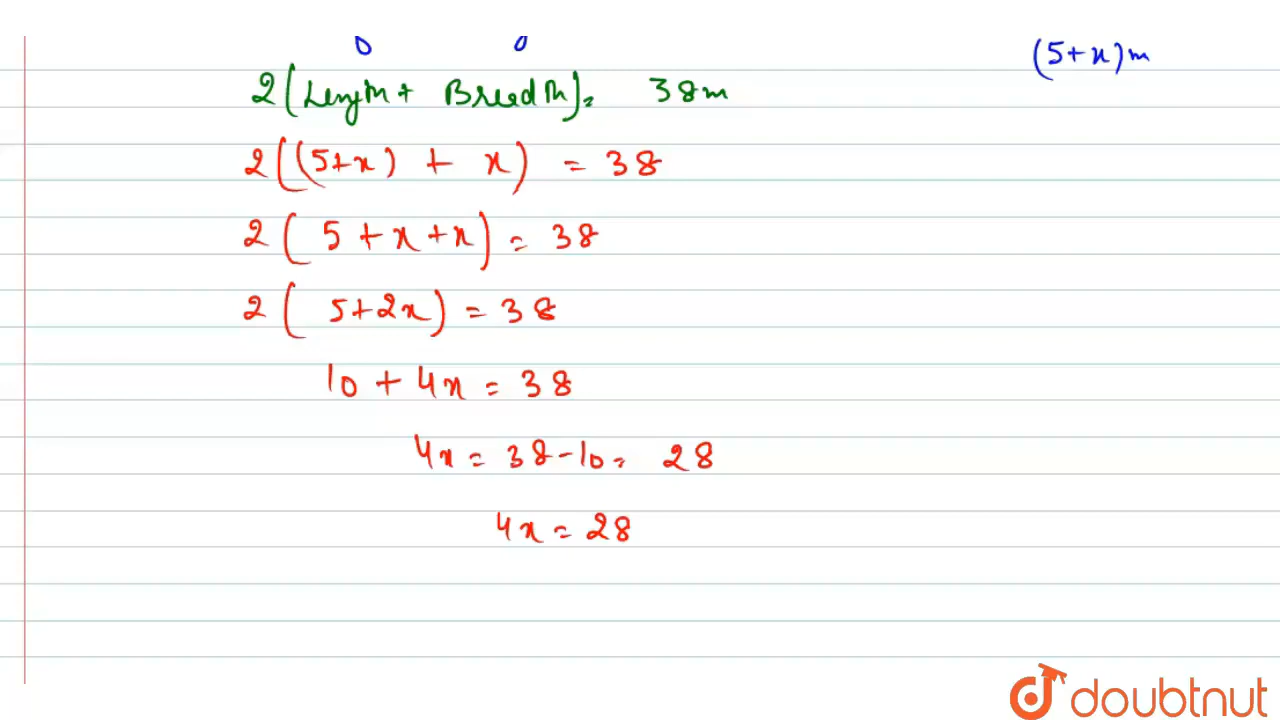 (5+x)m
2(Length + Breadth) = 38m
2((5+x) + x) = 38
2( 5+x+x) = 38
2( 5+2x) = 38
10 + 4x = 38
4x = 38-10 = 28
4x = 28
doubtnut